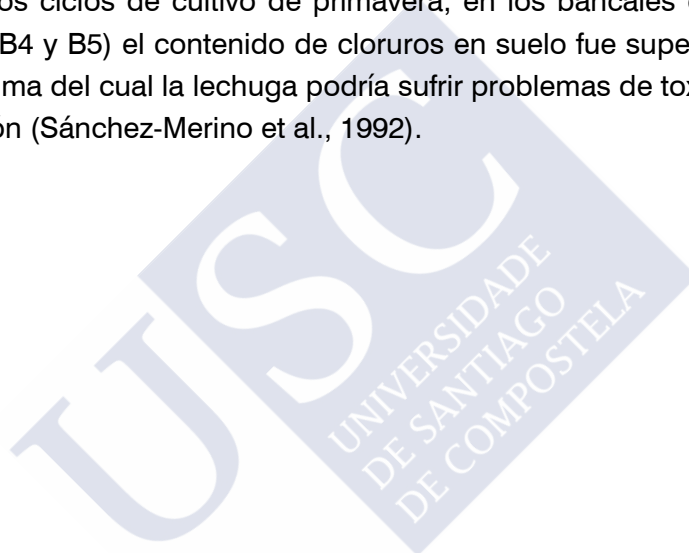 os ciclos de cultivo de primavera, en los bancales
B4 y B5) el contenido de cloruros en suelo fue supe
ma del cual la lechuga podría sufrir problemas de to
ón (Sánchez-Merino et al., 1992).
USC
UNIVERSIDADE
DE SANTIAGO
DE COMPOSTELA